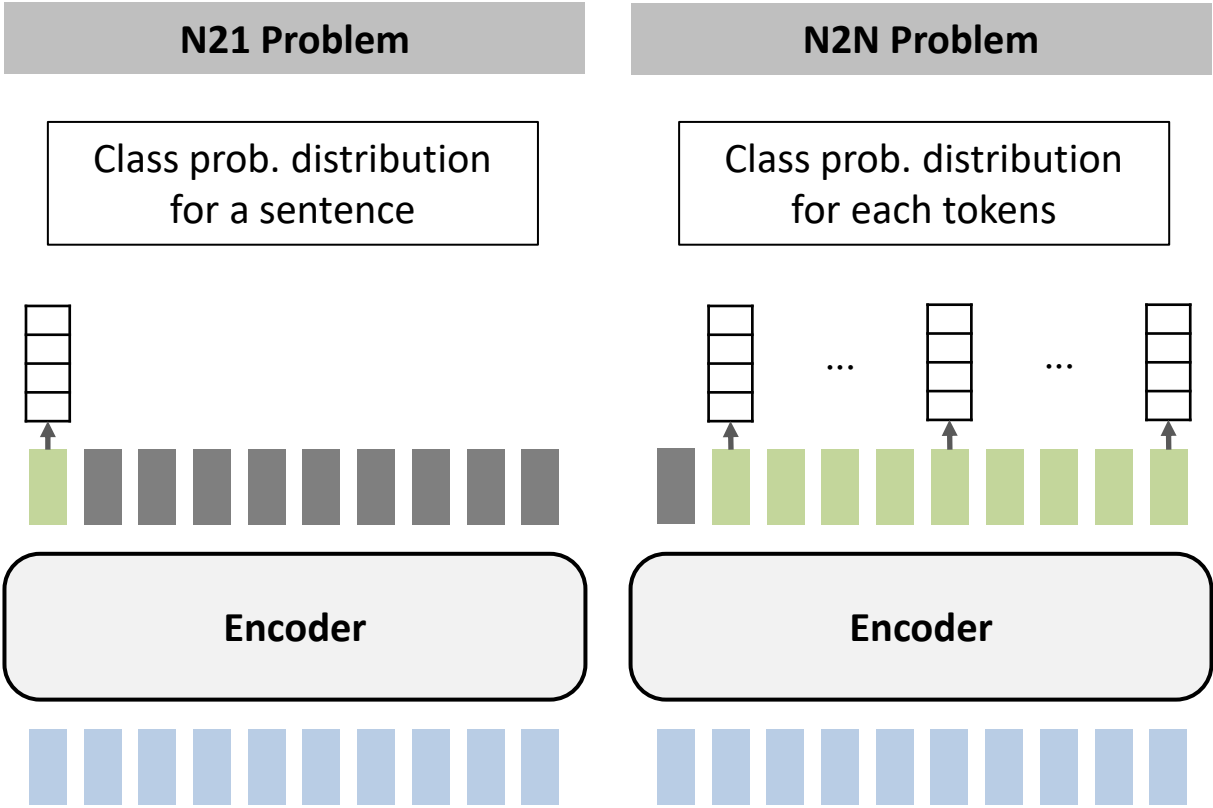 N21 Problem
Class prob. distribution
for a sentence
Encoder
N2N Problem
Class prob. distribution
for each tokens
...
...
Encoder